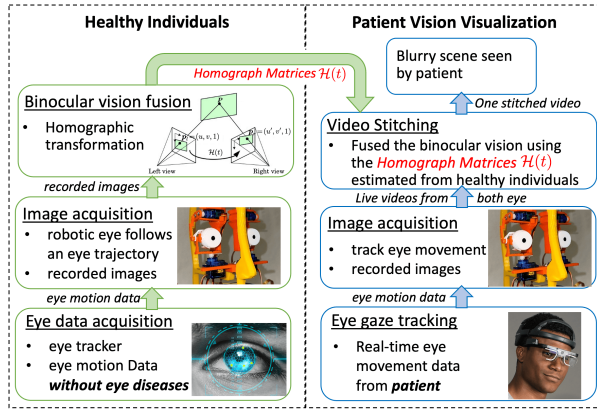 Healthy Individuals
Binocular vision fusion
• Homographic
transformation
P
p = (u, v, 1)
p' = (u', v', 1)
H(t)
Left view
Right view
recorded images
Image acquisition
• robotic eye follows
an eye trajectory
• recorded images
eye motion data
Eye data acquisition
• eye tracker
• eye motion Data
without eye diseases
Homograph Matrices ℋ(t)
Patient Vision Visualization
Blurry scene seen
by patient
One stitched video
Video Stitching
• Fused the binocular vision using
the Homograph Matrices ℋ(t)
estimated from healthy individuals
Live videos from both eye
Image acquisition
• track eye movement
• recorded images
eye motion data
Eye gaze tracking
• Real-time eye
movement data
from patient